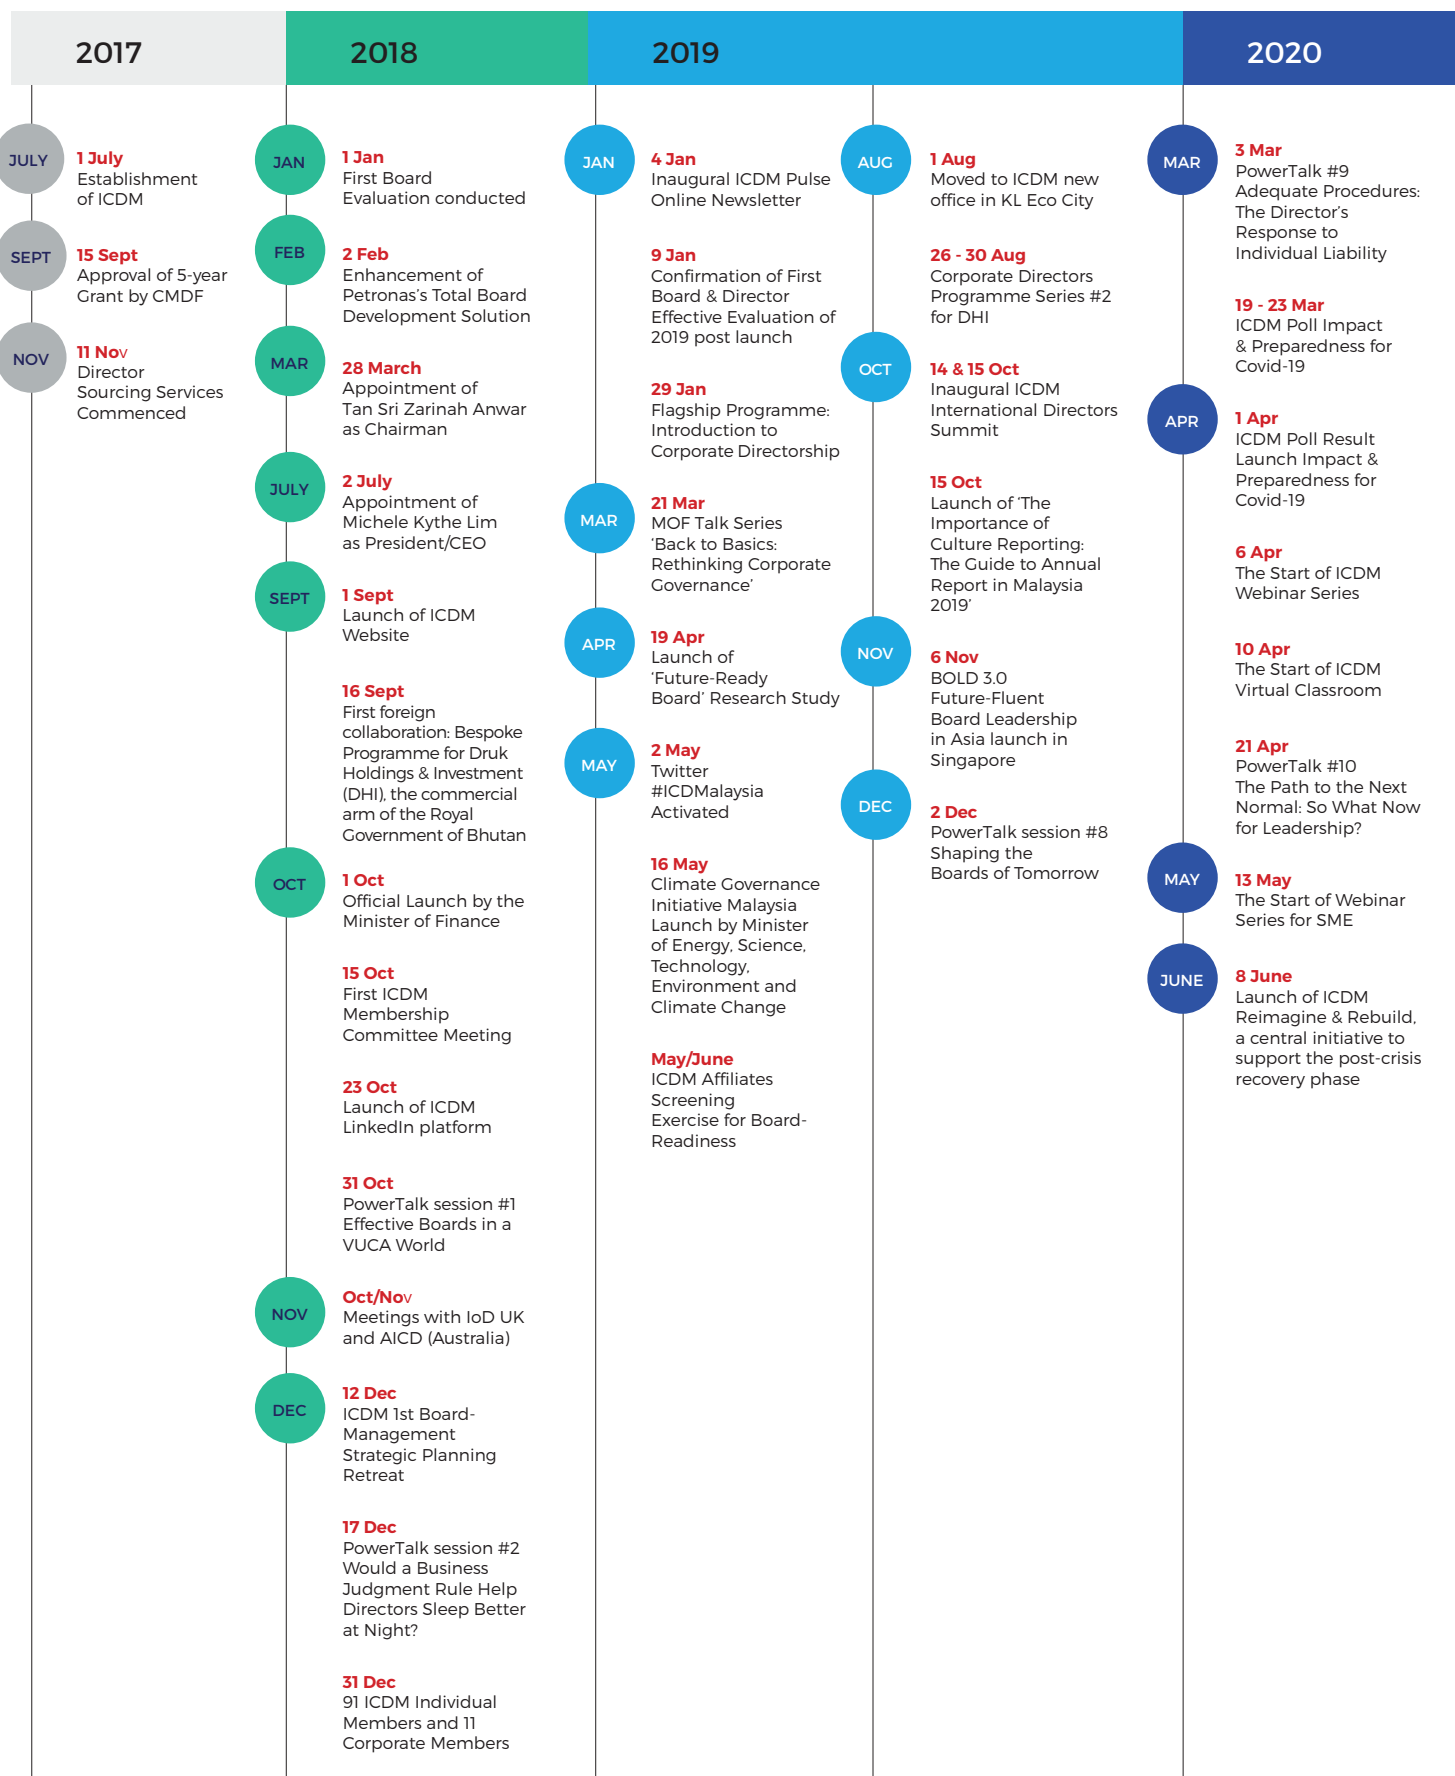 2017
JULY
1 July
Establishment
of ICDM
SEPT
15 Sept
Approval of 5-year
Grant by CMDF
NOV
11 Nov
Director
Sourcing Services
Commenced
2018
JAN
1 Jan
First Board
Evaluation conducted
FEB
2 Feb
Enhancement of
Petronas's Total Board
Development Solution
MAR
28 March
Appointment of
Tan Sri Zarinah Anwar
as Chairman
JULY
2 July
Appointment of
Michele Kythe Lim
as President/CEO
SEPT
1 Sept
Launch of ICDM
Website
16 Sept
First foreign
collaboration: Bespoke
Programme for Druk
Holdings & Investment
(DHI), the commercial
arm of the Royal
Government of Bhutan
OCT
1 Oct
Official Launch by the
Minister of Finance
15 Oct
First ICDM
Membership
Committee Meeting
23 Oct
Launch of ICDM
LinkedIn platform
31 Oct
PowerTalk session #1
Effective Boards in a
VUCA World
NOV
Oct/Nov
Meetings with IoD UK
and AICD (Australia)
DEC
12 Dec
ICDM 1st Board-
Management
Strategic Planning
Retreat
17 Dec
PowerTalk session #2
Would a Business
Judgment Rule Help
Directors Sleep Better
at Night?
31 Dec
91 ICDM Individual
Members and 11
Corporate Members
2019
JAN
4 Jan
Inaugural ICDM Pulse
Online Newsletter
9 Jan
Confirmation of First
Board & Director
Effective Evaluation of
2019 post launch
29 Jan
Flagship Programme:
Introduction to
Corporate Directorship
MAR
21 Mar
MOF Talk Series
‘Back to Basics:
Rethinking Corporate
Governance’
APR
19 Apr
Launch of
‘Future-Ready
Board’ Research Study
MAY
2 May
Twitter
#ICDMalaysia
Activated
16 May
Climate Governance
Initiative Malaysia
Launch by Minister
of Energy, Science,
Technology,
Environment and
Climate Change
May/June
ICDM Affiliates
Screening
Exercise for Board-
Readiness
AUG
1 Aug
Moved to ICDM new
office in KL Eco City
26 - 30 Aug
Corporate Directors
Programme Series #2
for DHI
OCT
14 & 15 Oct
Inaugural ICDM
International Directors
Summit
15 Oct
Launch of ‘The
Importance of
Culture Reporting:
The Guide to Annual
Report in Malaysia
2019’
NOV
6 Nov
BOLD 3.0
Future-Fluent
Board Leadership
in Asia launch in
Singapore
DEC
2 Dec
PowerTalk session #8
Shaping the
Boards of Tomorrow
2020
MAR
3 Mar
PowerTalk #9
Adequate Procedures:
The Director’s
Response to
Individual Liability
19 - 23 Mar
ICDM Poll Impact
& Preparedness for
Covid-19
APR
1 Apr
ICDM Poll Result
Launch Impact &
Preparedness for
Covid-19
6 Apr
The Start of ICDM
Webinar Series
10 Apr
The Start of ICDM
Virtual Classroom
21 Apr
PowerTalk #10
The Path to the Next
Normal: So What Now
for Leadership?
MAY
13 May
The Start of Webinar
Series for SME
JUNE
8 June
Launch of ICDM
Reimagine & Rebuild,
a central initiative to
support the post-crisis
recovery phase